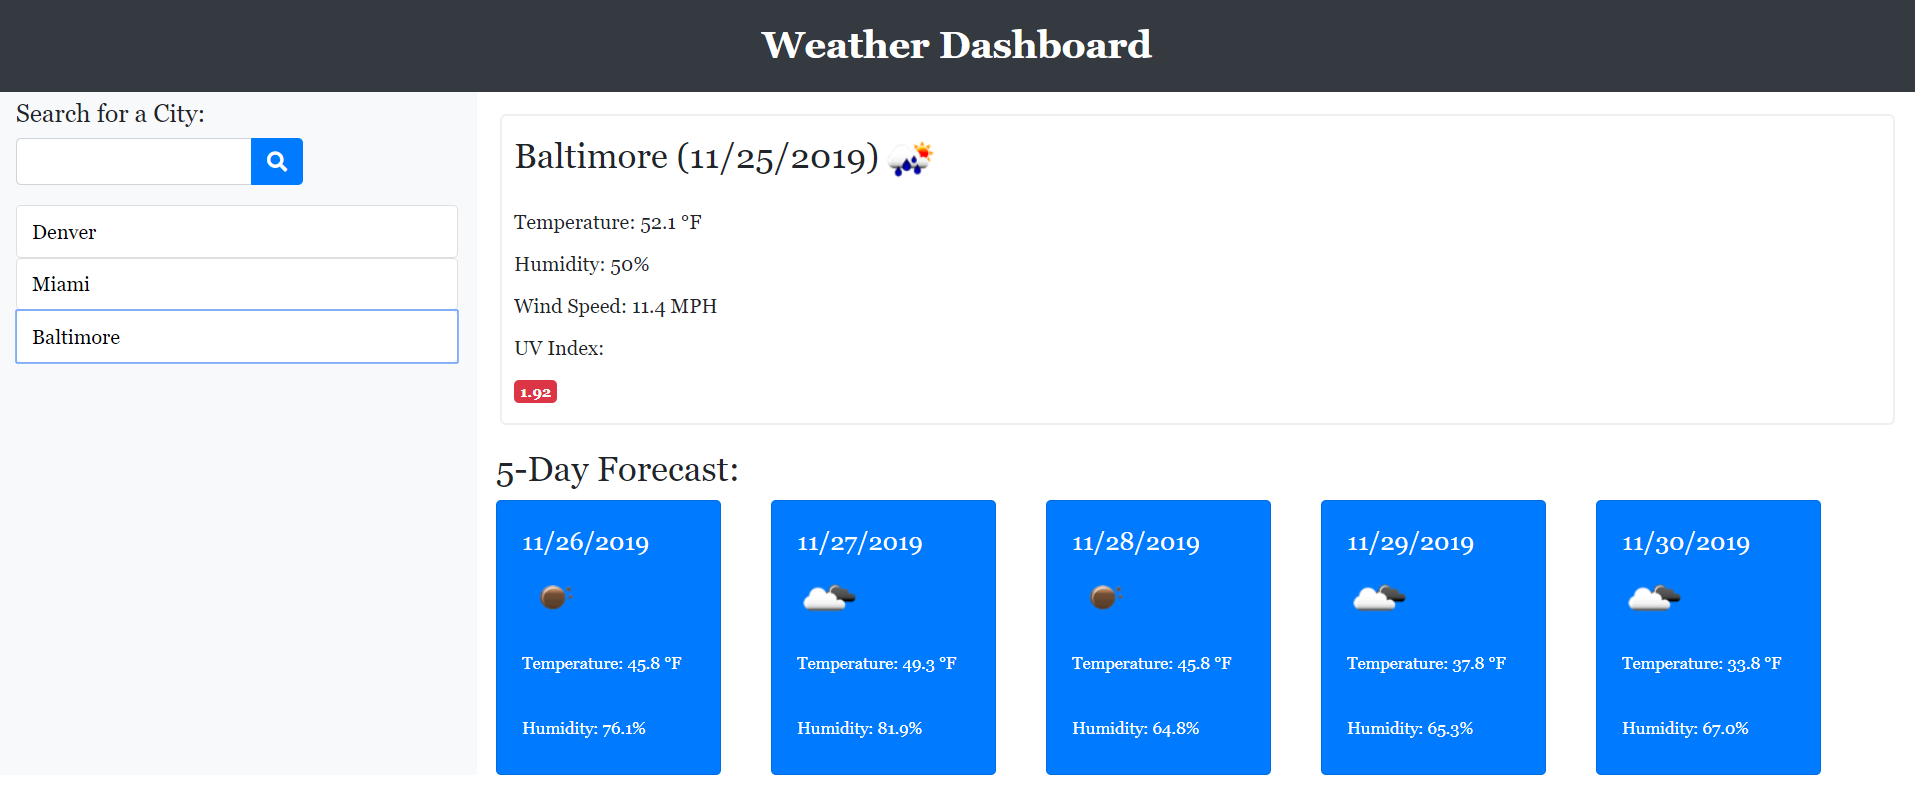 Weather Dashboard
Search for a City:
Denver
Miami
Baltimore
Baltimore (11/25/2019)
Temperature: 52.1 °F
Humidity: 50%
Wind Speed: 11.4 MPH
UV Index:
1.92
5-Day Forecast:
11/26/2019
Temperature: 45.8 °F
Humidity: 76.1%
11/27/2019
Temperature: 49.3 °F
Humidity: 81.9%
11/28/2019
Temperature: 45.8 °F
Humidity: 64.8%
11/29/2019
Temperature: 37.8 °F
Humidity: 65.3%
11/30/2019
Temperature: 33.8 °F
Humidity: 67.0%